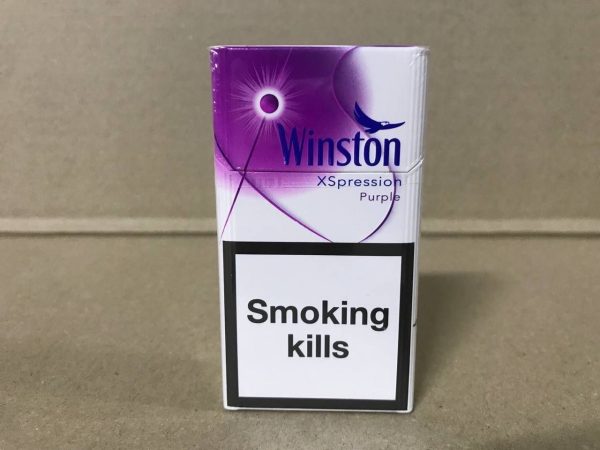 Winston
XSpression
Purple
Smoking
kills